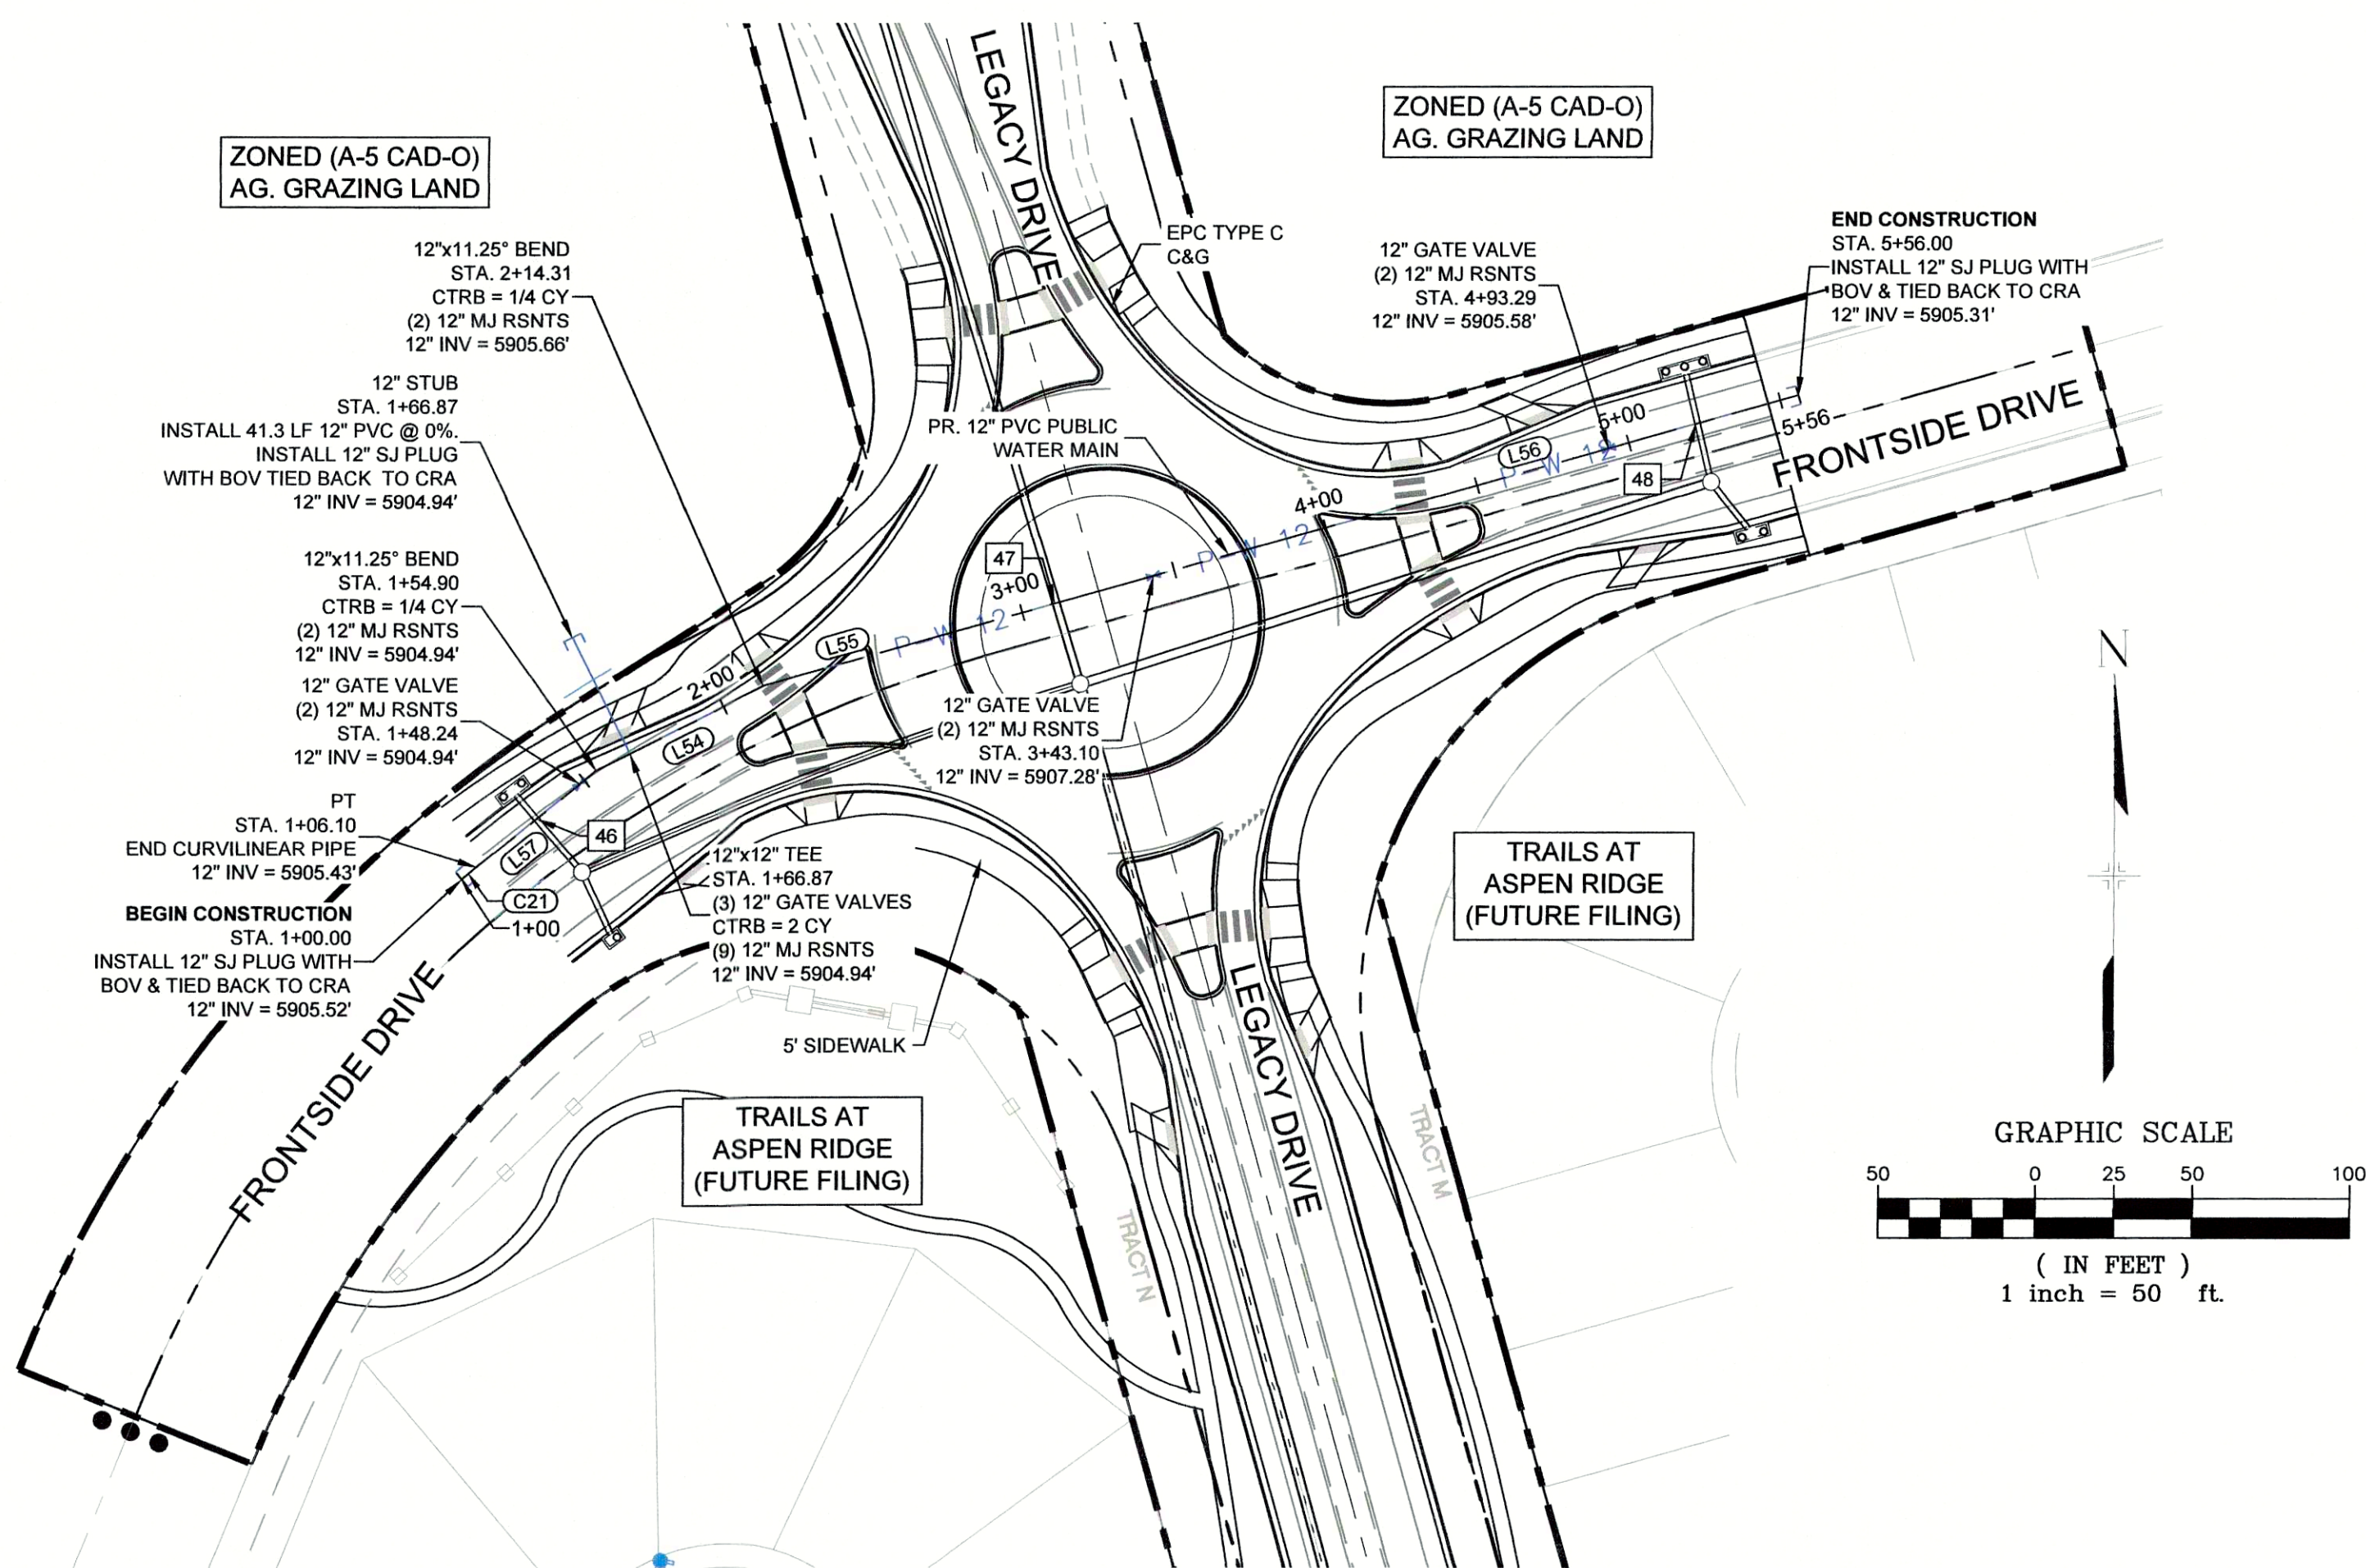 LEGACY DRIVE
ZONED (A-5 CAD-O)
AG. GRAZING LAND
ZONED (A-5 CAD-O)
AG. GRAZING LAND
END CONSTRUCTION
STA. 5+56.00
INSTALL 12" SJ PLUG WITH
BOV & TIED BACK TO CRA
12" INV = 5905.31'
EPC TYPE C
C&G
12" GATE VALVE
(2) 12" MJ RSNTS
STA. 4+93.29
12" INV = 5905.58'
12"x11.25° BEND
STA. 2+14.31
CTRB = 1/4 CY
(2) 12" MJ RSNTS
12" INV = 5905.66'
12" STUB
STA. 1+66.87
INSTALL 41.3 LF 12" PVC @ 0%.
INSTALL 12" SJ PLUG
WITH BOV TIED BACK TO CRA
12" INV = 5904.94'
PR. 12" PVC PUBLIC
WATER MAIN
5+00
5+56
FRONTSIDE DRIVE
L56
P-W 12
48
4+00
P-W 12
47
3+00
P-W 12
12"x11.25° BEND
STA. 1+54.90
CTRB = 1/4 CY
(2) 12" MJ RSNTS
12" INV = 5904.94'
L55
2+00
L54
12" GATE VALVE
(2) 12" MJ RSNTS
STA. 1+48.24
12" INV = 5904.94'
12" GATE VALVE
(2) 12" MJ RSNTS
STA. 3+43.10
12" INV = 5907.28'
N
PT
STA. 1+06.10
END CURVILINEAR PIPE
12" INV = 5905.43'
46
L57
C21
1+00
12"x12" TEE
STA. 1+66.87
(3) 12" GATE VALVES
CTRB = 2 CY
(9) 12" MJ RSNTS
12" INV = 5904.94'
TRAILS AT
ASPEN RIDGE
(FUTURE FILING)
BEGIN CONSTRUCTION
STA. 1+00.00
INSTALL 12" SJ PLUG WITH
BOV & TIED BACK TO CRA
12" INV = 5905.52'
5' SIDEWALK
FRONTSIDE DRIVE
LEGACY DRIVE
TRAILS AT
ASPEN RIDGE
(FUTURE FILING)
TRACT M
TRACT N
GRAPHIC SCALE
50 0 25 50 100
( IN FEET )
1 inch = 50 ft.